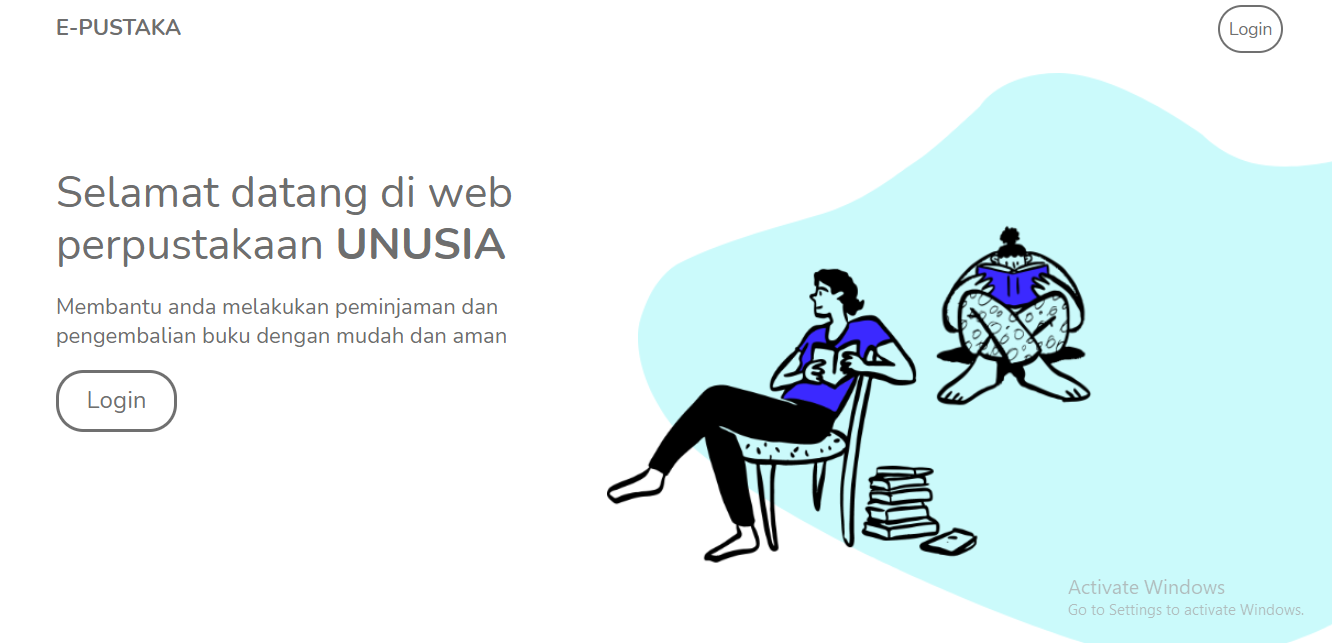 E-PUSTAKA
Login
Selamat datang di web
perpustakaan UNUSIA
Membantu anda melakukan peminjaman dan
pengembalian buku dengan mudah dan aman
Login
Activate Windows
Go to Settings to activate Windows.